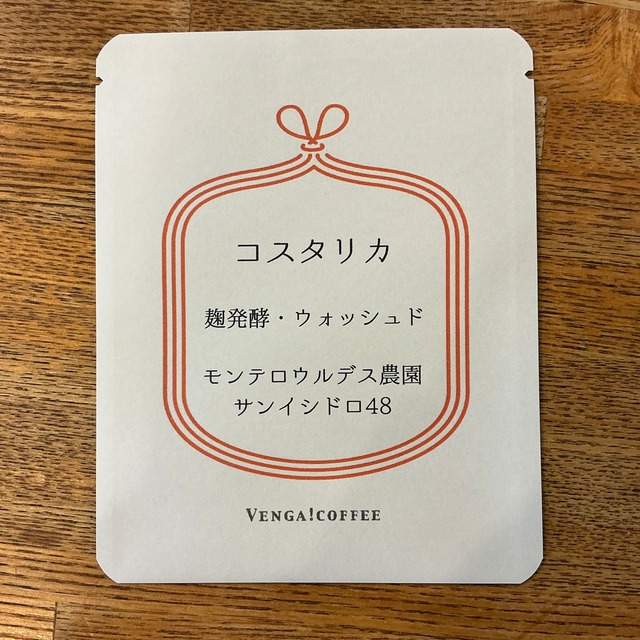 コスタリカ
麹発酵・ウォッシュド
モンテロウルデス農園
サンイシドロ48
VENGA!COFFEE